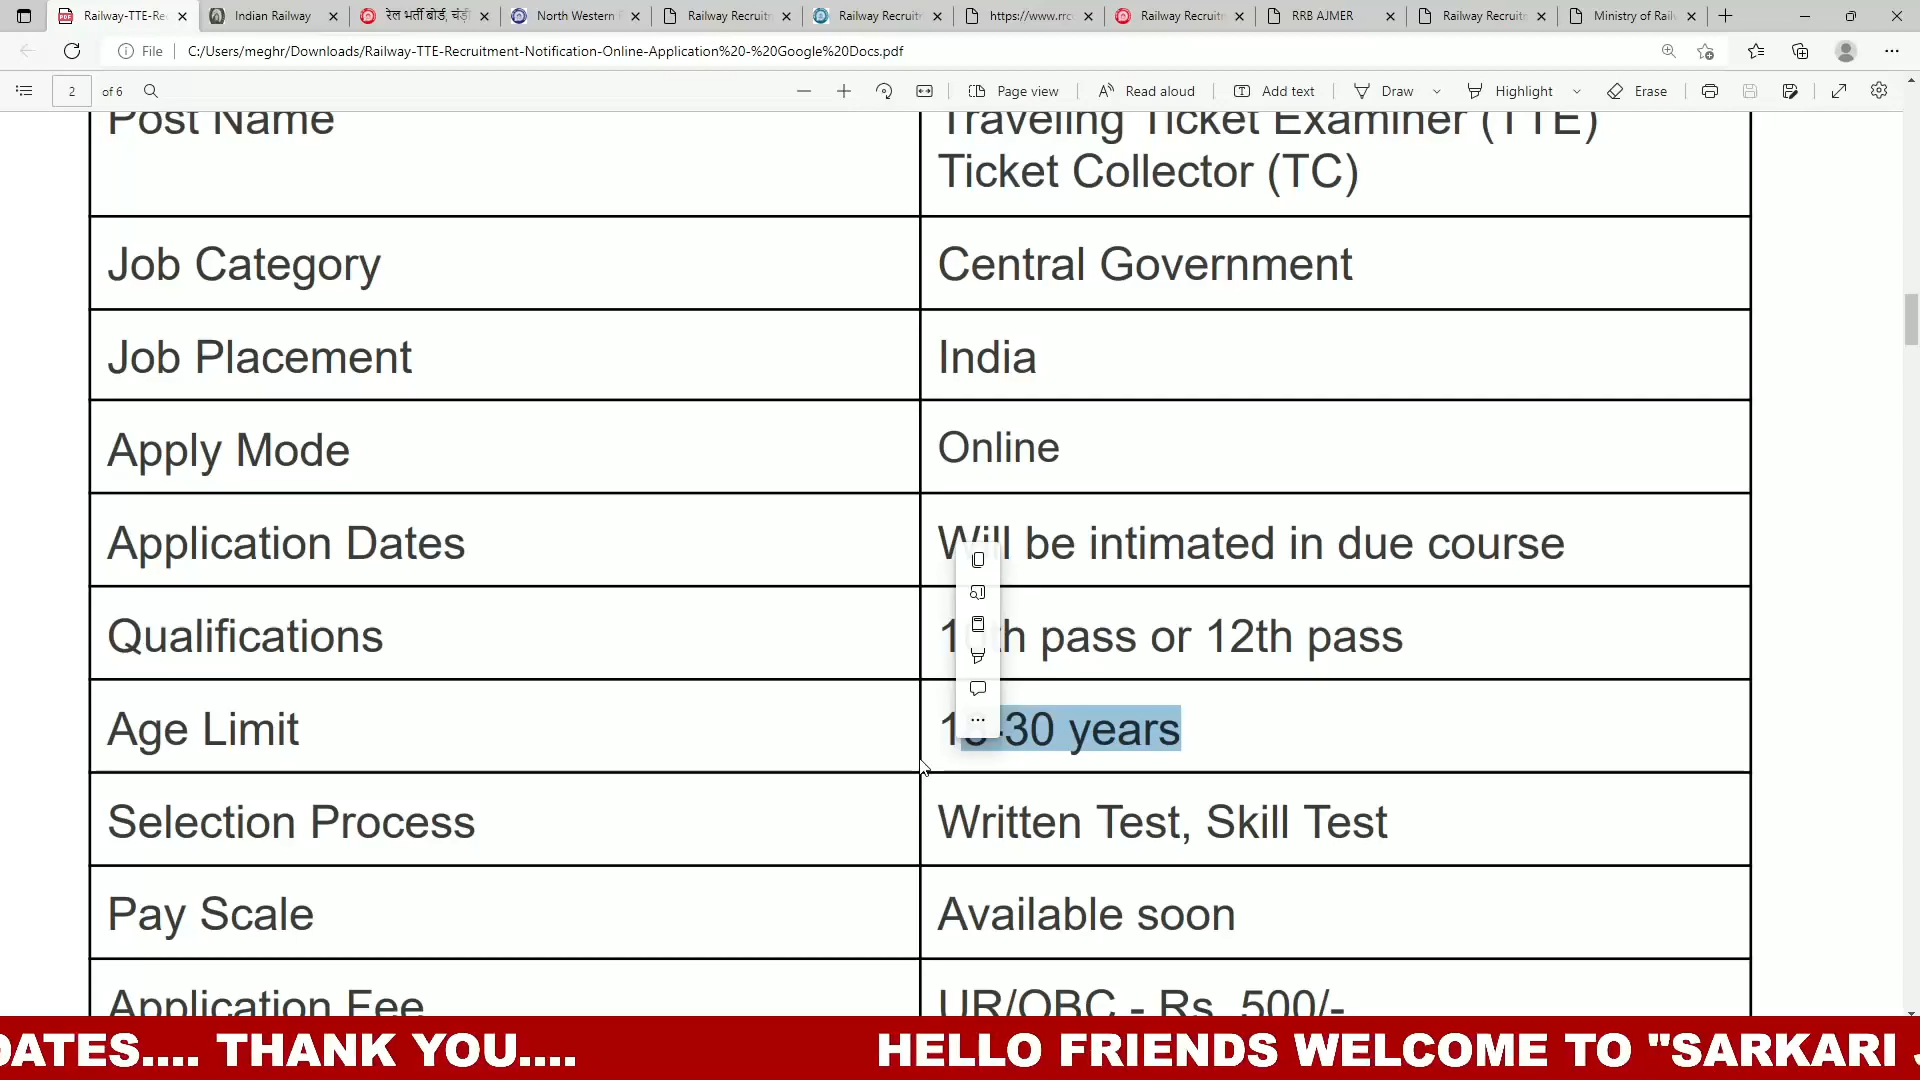 Railway-TTE-Re
Indian Railway
रेल भर्ती बोर्ड, चंडी
North Western
Railway Recruit
Railway Recruit
https://www.rrc
Railway Recruit
RRB AJMER
Railway Recruit
Ministry of Rail
File
C:/Users/meghr/Downloads/Railway-TTE-Recruitment-Notification-Online-Application%20-%20Google%20Docs.pdf
2 of 6
Page view
Read aloud
Add text
Draw
Highlight
Erase
Post Name
Traveling Ticket Examiner (TTE)
Ticket Collector (TC)
Job Category
Central Government
Job Placement
India
Apply Mode
Online
Application Dates
Will be intimated in due course
Qualifications
pass or 12th pass
Age Limit
-30 years
Selection Process
Written Test, Skill Test
Pay Scale
Available soon
Application Fee
UR/OBC - Rs. 500/-
DATES.... THANK YOU....
HELLO FRIENDS WELCOME TO "SARKARI